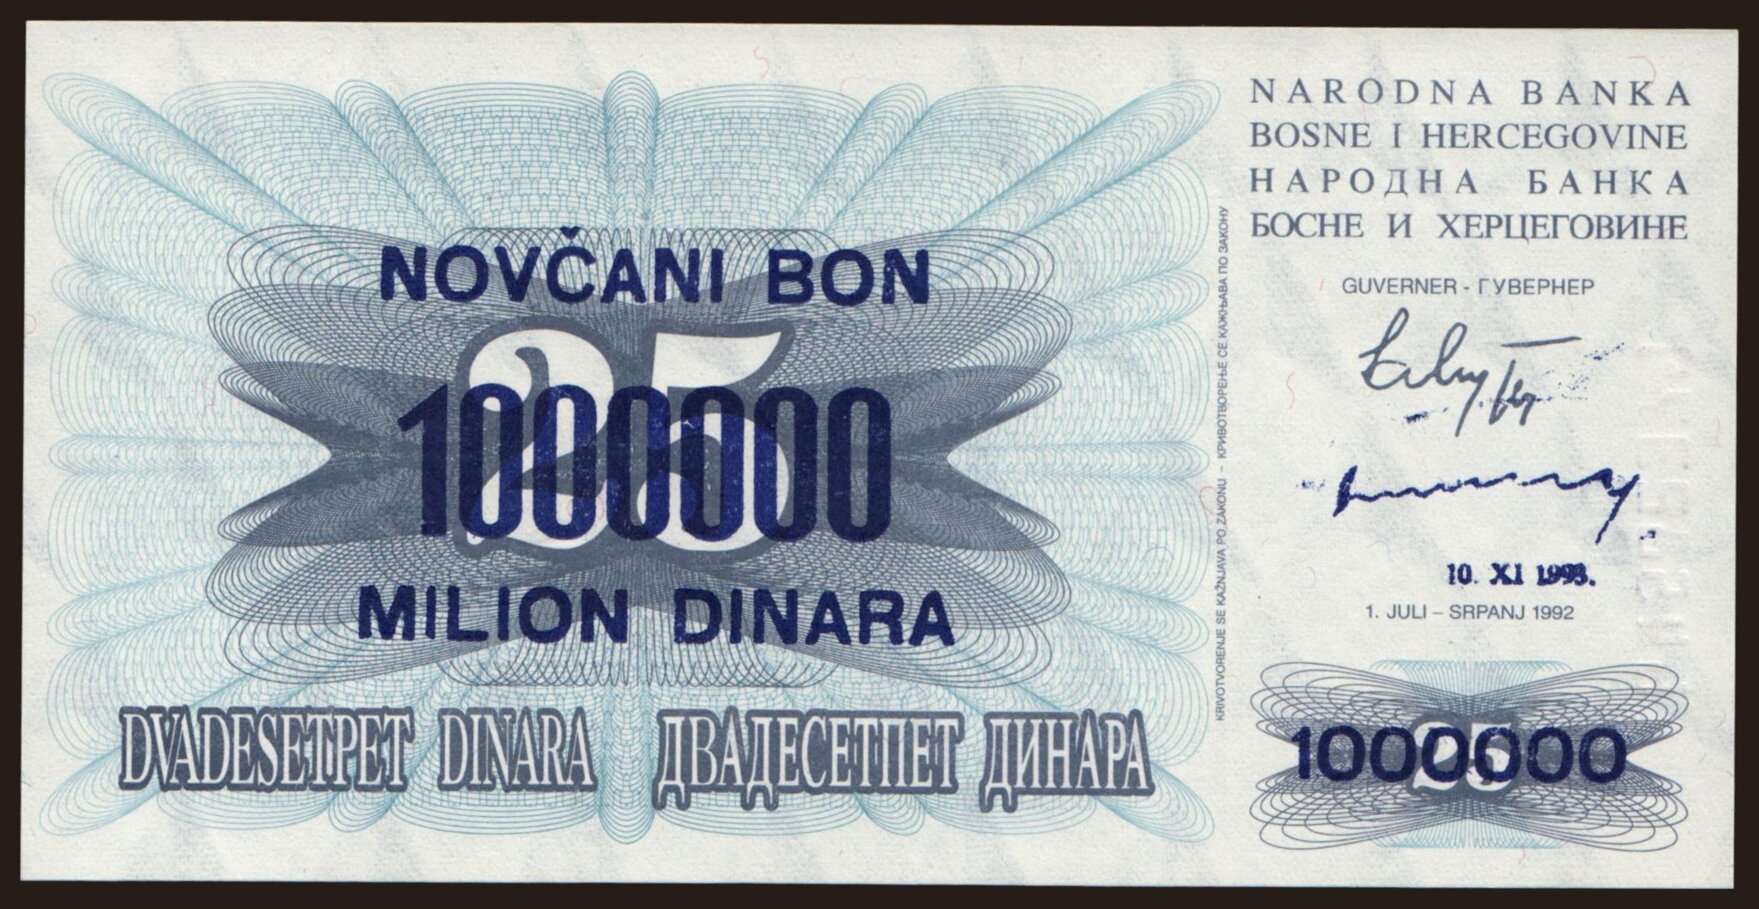 NARODNA BANKA
BOSNE I HERCEGOVINE
НАРОДНА БАНКА
БОСНЕ И ХЕРЦЕГОВИНЕ
GUVERNER - ГУВЕРНЕР
10. XI 1993.
1. JULI – SRPANJ 1992
25
1000000
NOVČANI BON
25
1000000
MILION DINARA
DVADESETPET DINARA ДВАДЕСЕТПЕТ ДИНАРА
KRIVOTVORENJE SE KAŽNJAVA PO ZAKONU – КРИВОТВОРЕЊЕ СЕ КАЖЊАВА ПО ЗАКОНУ